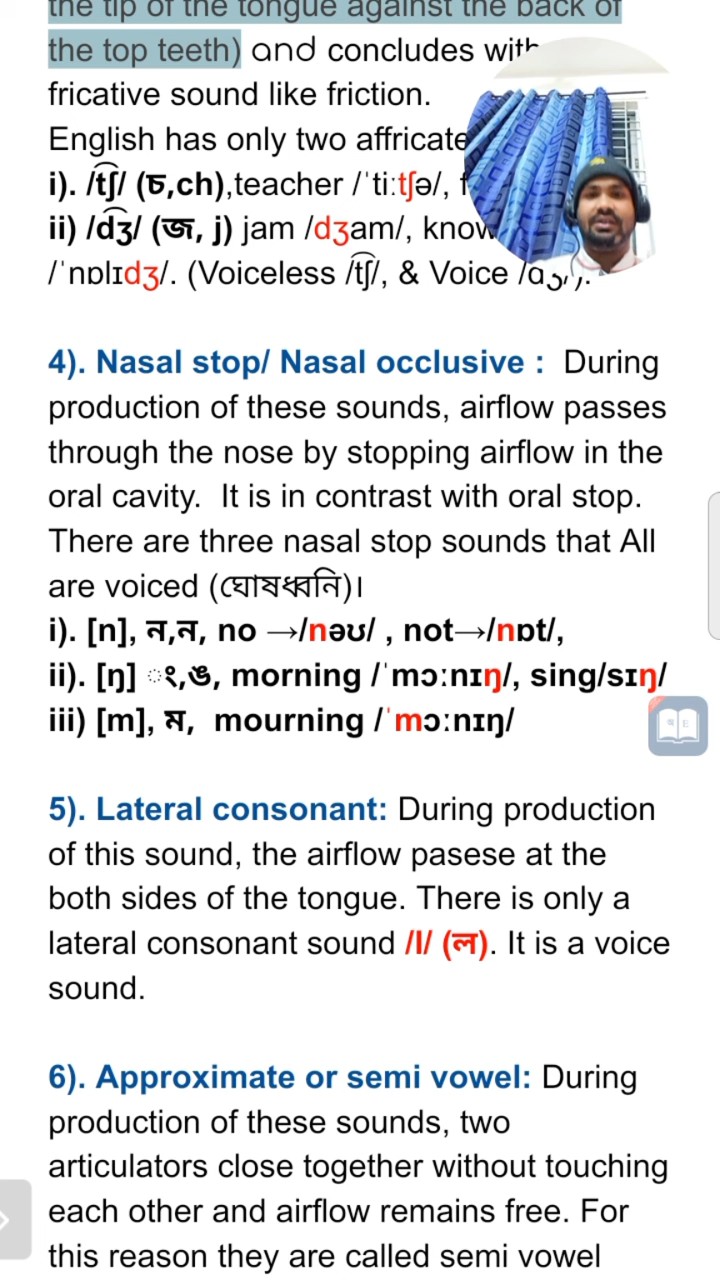 the tip of the tongue against the back of
the top teeth) and concludes with
fricative sound like friction.
English has only two affricate
i). /t͡ʃ/ (চ,ch),teacher /ˈtiːtʃə/,
ii) /d͡ʒ/ (জ, j) jam /dʒam/, know
/ˈnɒlɪdʒ/. (Voiceless /t͡ʃ/, & Voice /dʒ/).
4). Nasal stop/ Nasal occlusive : During
production of these sounds, airflow passes
through the nose by stopping airflow in the
oral cavity. It is in contrast with oral stop.
There are three nasal stop sounds that All
are voiced (ঘোষধ্বনি)।
i). [n], ন,ন, no →/nəʊ/ , not→/nɒt/,
ii). [ŋ] ং,ঙ, morning /ˈmɔːnɪŋ/, sing/sɪŋ/
iii) [m], ম, mourning /ˈmɔːnɪŋ/
5). Lateral consonant: During production
of this sound, the airflow pasese at the
both sides of the tongue. There is only a
lateral consonant sound /l/ (ল). It is a voice
sound.
6). Approximate or semi vowel: During
production of these sounds, two
articulators close together without touching
each other and airflow remains free. For
this reason they are called semi vowel